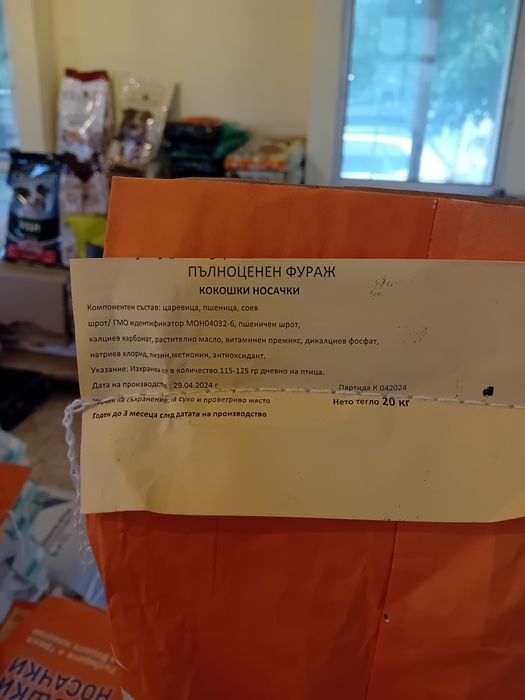 ПЪЛНОЦЕНЕН ФУРАЖ
КОКОШКИ НОСАЧКИ
Компонентен състав: царевица, пшеница, соев
шрот/ ГМО идентификатор МОН04032-6, пшеничен шрот,
калциев карбонат, растително масло, витаминен премикс, дикалциев фосфат,
натриев хлорид, лизин, метионин, антиоксидант.
Указание: Изхранва се в количество 115-125 гр дневно на птица.
Дата на производство: 29.04.2024 г. Партида К 042024
съхранение: на сухо и проветриво място Нето тегло 20 кг
Годен до 3 месеца след датата на производство
НОСАЧКИ